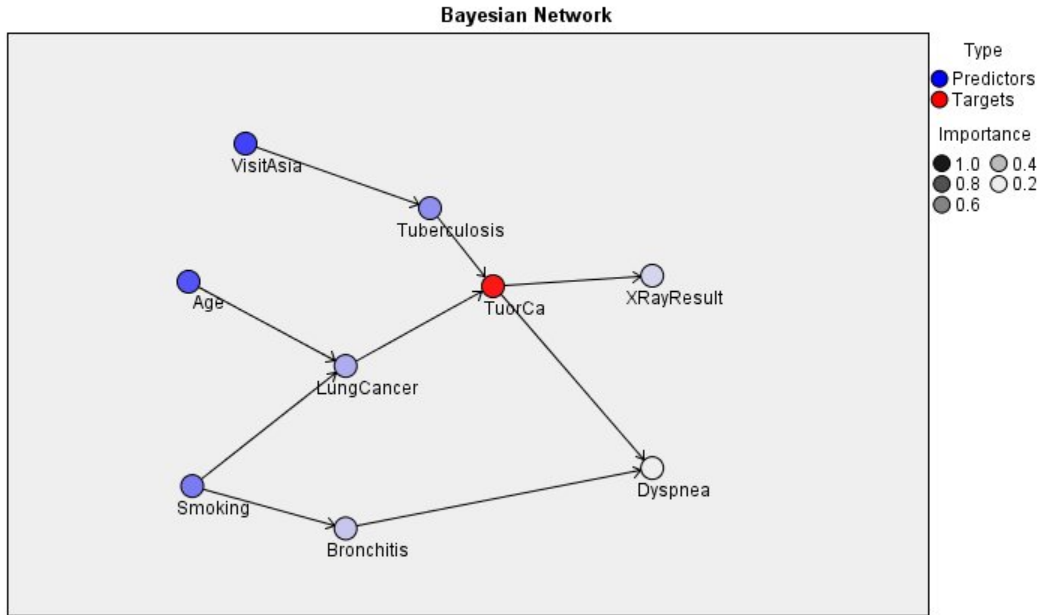 Bayesian Network
Type
Predictors
Targets
Importance
1.0 0.4
0.8 0.2
0.6
VisitAsia
Tuberculosis
Age
TuorCa
XRayResult
LungCancer
Smoking
Dyspnea
Bronchitis